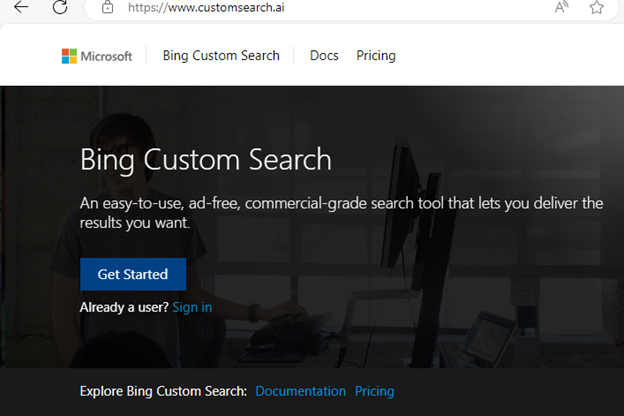 https://www.customsearch.ai
Microsoft Bing Custom Search Docs Pricing
Bing Custom Search
An easy-to-use, ad-free, commercial-grade search tool that lets you deliver the
results you want.
Get Started
Already a user? Sign in
Explore Bing Custom Search: Documentation Pricing